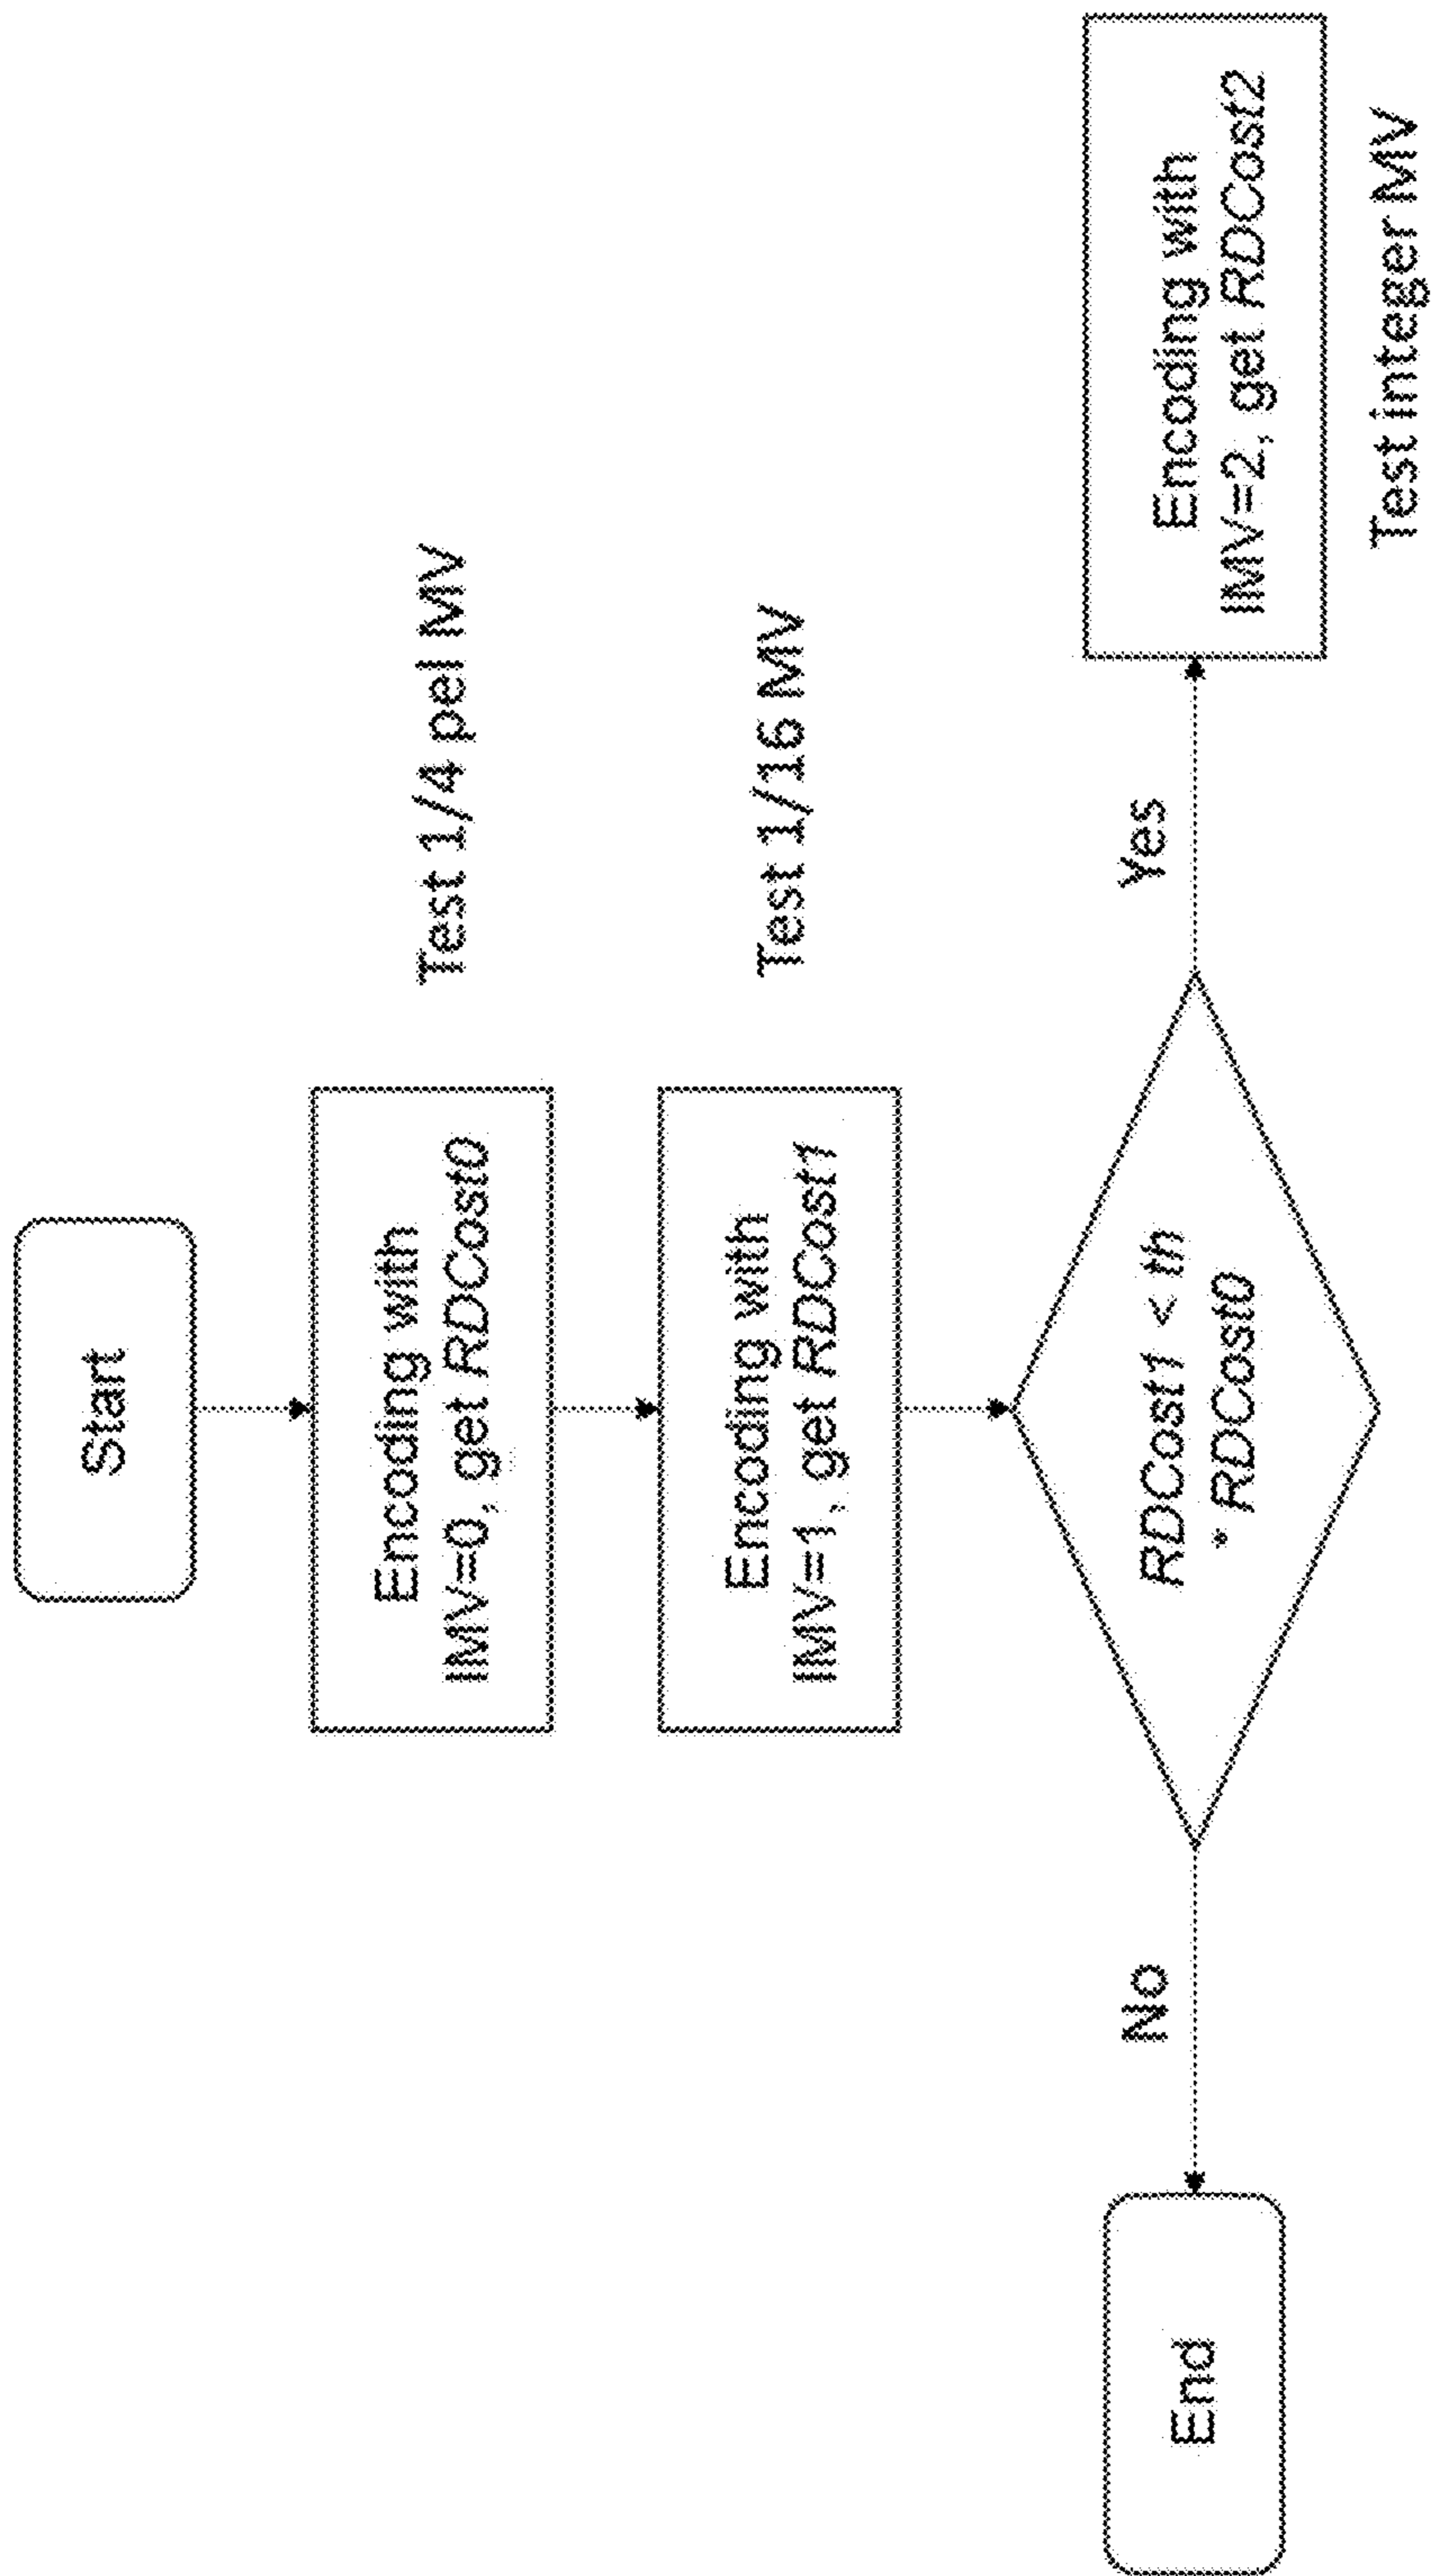 Start
Encoding with
IMV=0, get RDCost0
Test 1/4 pel MV
Encoding with
IMV=1, get RDCost1
Test 1/16 MV
RDCost1 < th
* RDCost0
No
Yes
End
Encoding with
IMV=2, get RDCost2
Test integer MV